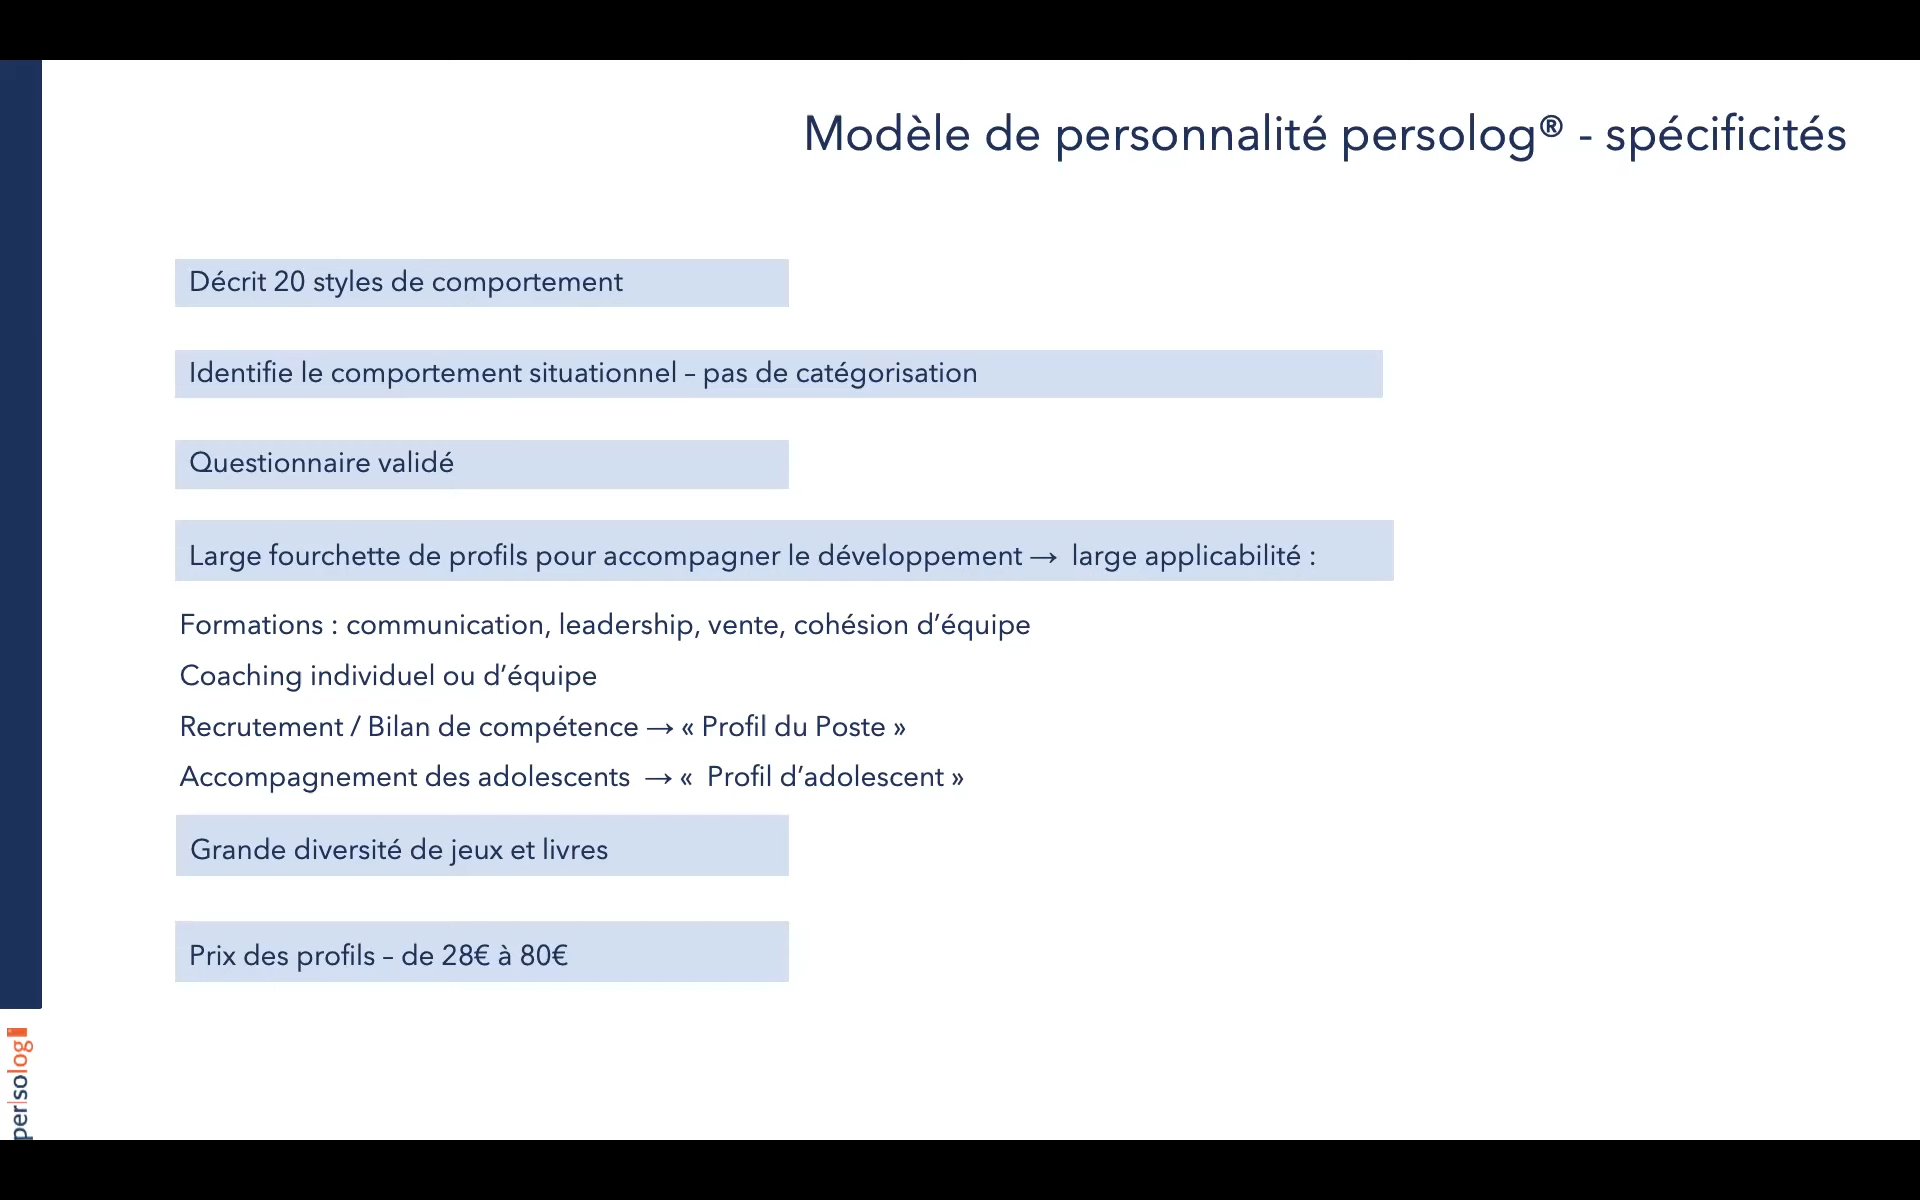 Modèle de personnalité persolog® - spécificités
Décrit 20 styles de comportement
Identifie le comportement situationnel – pas de catégorisation
Questionnaire validé
Large fourchette de profils pour accompagner le développement → large applicabilité :
Formations : communication, leadership, vente, cohésion d’équipe
Coaching individuel ou d’équipe
Recrutement / Bilan de compétence → « Profil du Poste »
Accompagnement des adolescents → « Profil d’adolescent »
Grande diversité de jeux et livres
Prix des profils – de 28€ à 80€
persolog